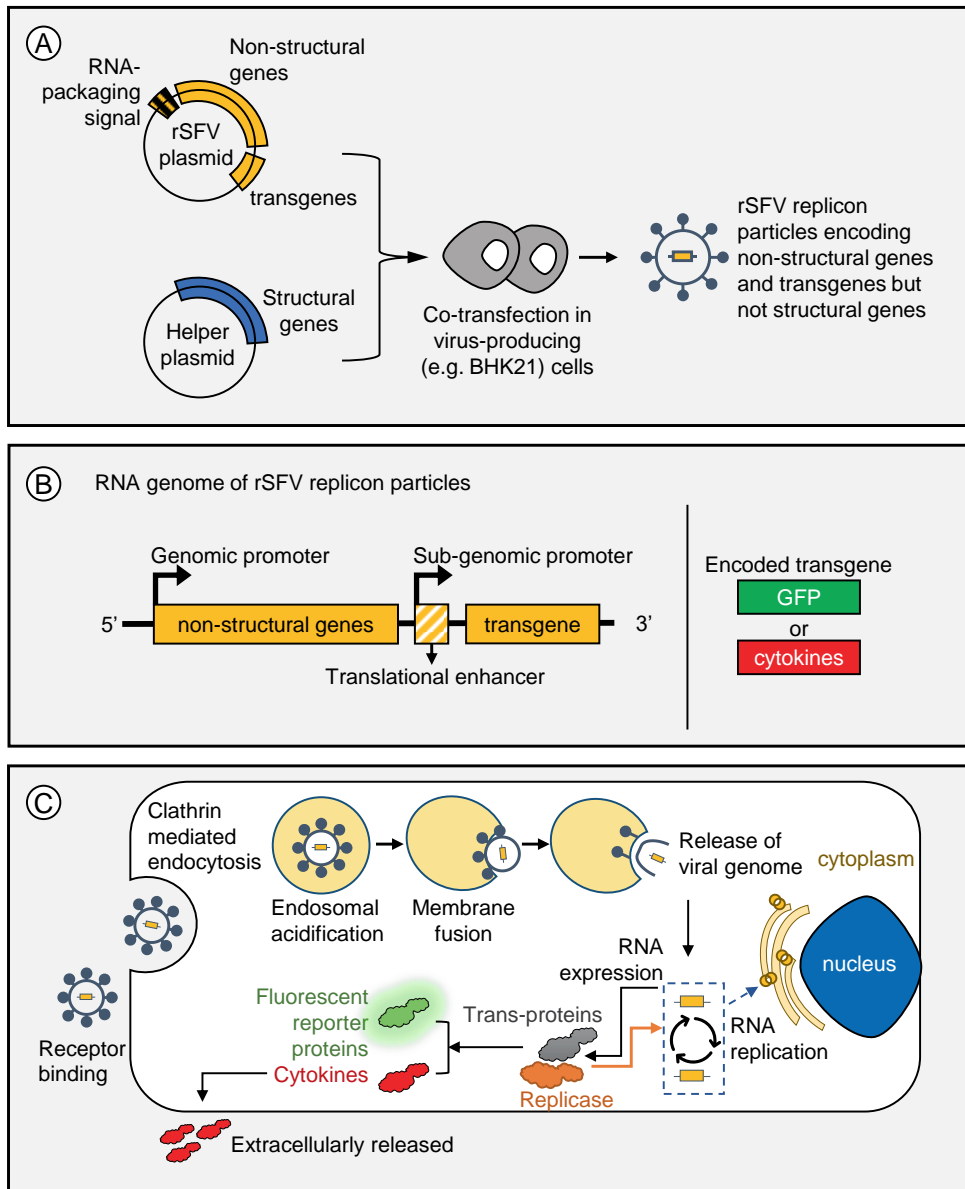 A
RNA-
packaging
signal
Non-structural
genes
rSFV
plasmid
transgenes
Structural
genes
Helper
plasmid
Co-transfection in
virus-producing
(e.g. BHK21) cells
rSFV replicon
particles encoding
non-structural genes
and transgenes but
not structural genes
B
RNA genome of rSFV replicon particles
Genomic promoter
Sub-genomic promoter
5’
non-structural genes
transgene
3’
Translational enhancer
Encoded transgene
GFP
or
cytokines
C
Clathrin
mediated
endocytosis
Endosomal
acidification
Membrane
fusion
Release of
viral genome
cytoplasm
nucleus
RNA
expression
RNA
replication
Trans-proteins
Replicase
Fluorescent
reporter
proteins
Cytokines
Receptor
binding
Extracellularly released